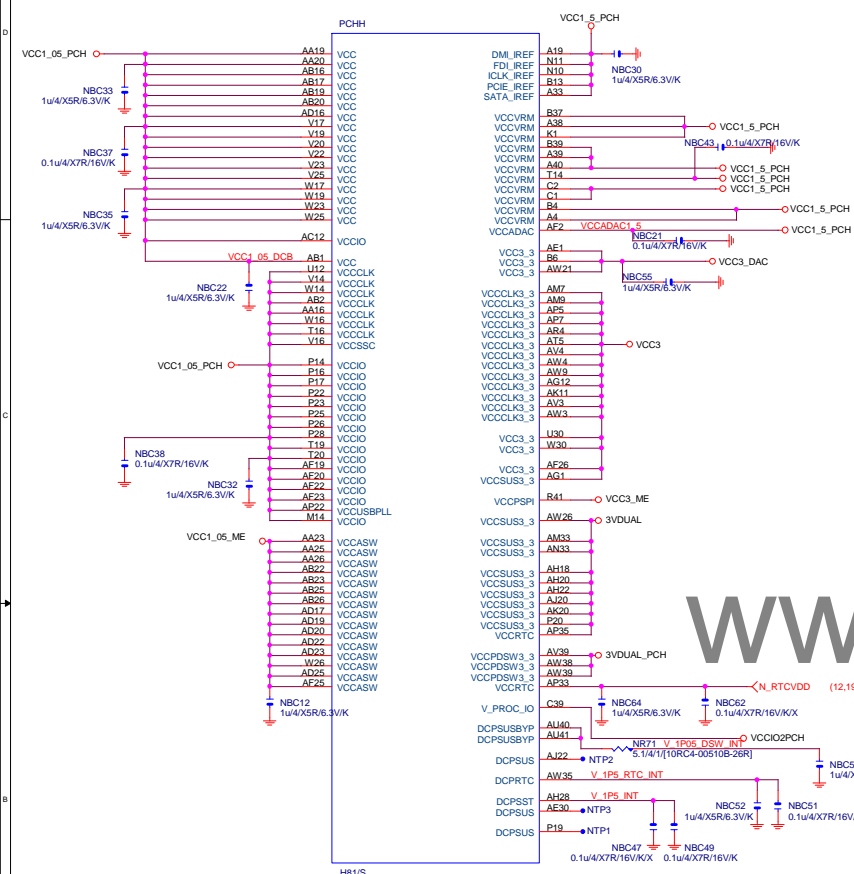 D
PCHH
VCC1_5_PCH
VCC1_05_PCH
AA19 VCC
AA20 VCC
AB16 VCC
AB17 VCC
AB19 VCC
AB20 VCC
AD16 VCC
V17 VCC
V19 VCC
V20 VCC
V22 VCC
V23 VCC
V25 VCC
W17 VCC
W19 VCC
W23 VCC
W25 VCC
AC12 VCCIO
NBC33
1u/4/X5R/6.3V/K
NBC37
0.1u/4/X7R/16V/K
NBC35
1u/4/X5R/6.3V/K
VCC1_05_DCB
AB1 VCC
U12 VCCCLK
V14 VCCCLK
W14 VCCCLK
AB2 VCCCLK
AA16 VCCCLK
W16 VCCCLK
T16 VCCCLK
V16 VCCSSC
NBC22
1u/4/X5R/6.3V/K
VCC1_05_PCH
P14 VCCIO
P16 VCCIO
P17 VCCIO
P22 VCCIO
P23 VCCIO
P25 VCCIO
P26 VCCIO
P28 VCCIO
T19 VCCIO
T20 VCCIO
AF19 VCCIO
AF20 VCCIO
AF22 VCCIO
AF23 VCCIO
AP22 VCCUSBPLL
M14 VCCIO
C
NBC38
0.1u/4/X7R/16V/K
NBC32
1u/4/X5R/6.3V/K
VCC1_05_ME
AA23 VCCASW
AA25 VCCASW
AA26 VCCASW
AB22 VCCASW
AB23 VCCASW
AB25 VCCASW
AB26 VCCASW
AD17 VCCASW
AD19 VCCASW
AD20 VCCASW
AD22 VCCASW
AD23 VCCASW
W26 VCCASW
AD25 VCCASW
AF25 VCCASW
NBC12
1u/4/X5R/6.3V/K
B
DMI_IREF A19
FDI_IREF N11
ICLK_IREF N10
PCIE_IREF B13
SATA_IREF A33
NBC30
1u/4/X5R/6.3V/K
VCCVRM B37
VCCVRM A38
VCCVRM K1
VCCVRM B39
VCCVRM A39
VCCVRM A40
VCCVRM T14
VCCVRM C2
VCCVRM C1
VCCVRM B4
VCCVRM A4
VCCADAC AF2
VCC1_5_PCH
NBC43 0.1u/4/X7R/16V/K
VCC1_5_PCH
VCC1_5_PCH
VCC1_5_PCH
VCC1_5_PCH
VCCADAC1_5
VCC1_5_PCH
NBC21
0.1u/4/X7R/16V/K
VCC3_3 AE1
VCC3_3 B6
VCC3_3 AW21
VCC3_DAC
NBC55
1u/4/X5R/6.3V/K
VCCCLK3_3 AM7
VCCCLK3_3 AM9
VCCCLK3_3 AP5
VCCCLK3_3 AP7
VCCCLK3_3 AR4
VCCCLK3_3 AT5
VCCCLK3_3 AV4
VCCCLK3_3 AW4
VCCCLK3_3 AW9
VCCCLK3_3 AG12
VCCCLK3_3 AK11
VCCCLK3_3 AV3
VCCCLK3_3 AW3
VCC3
VCC3_3 U30
VCC3_3 W30
VCC3_3 AF26
VCCSUS3_3 AG1
VCCPSPI R41
VCC3_ME
VCCSUS3_3 AW26
3VDUAL
VCCSUS3_3 AM33
VCCSUS3_3 AN33
VCCSUS3_3 AH18
VCCSUS3_3 AH20
VCCSUS3_3 AH22
VCCSUS3_3 AJ20
VCCSUS3_3 AK20
VCCSUS3_3 P20
VCCRTC AP35
WW
VCCPDSW3_3 AV39
VCCPDSW3_3 AW38
VCCPDSW3_3 AW39
3VDUAL_PCH
VCCRTC AP33
N_RTCVDD (12,19
NBC64
1u/4/X5R/6.3V/K
NBC62
0.1u/4/X7R/16V/K/X
V_PROC_IO C39
VCCIO2PCH
DCPSUSBYP AU40
DCPSUSBYP AU41
NR71 V_1P05_DSW_INT
5.1/4/1/[10RC4-00510B-26R]
NBC5
1u/4/X
DCPSUS AJ22 NTP2
DCPRTC AW35 V_1P5_RTC_INT
DCPSST AH28 V_1P5_INT
DCPSUS AE30 NTP3
DCPSUS P19 NTP1
NBC52
1u/4/X5R/6.3V/K
NBC51
0.1u/4/X7R/16V/
NBC47
0.1u/4/X7R/16V/K/X
NBC49
0.1u/4/X7R/16V/K
H81/S